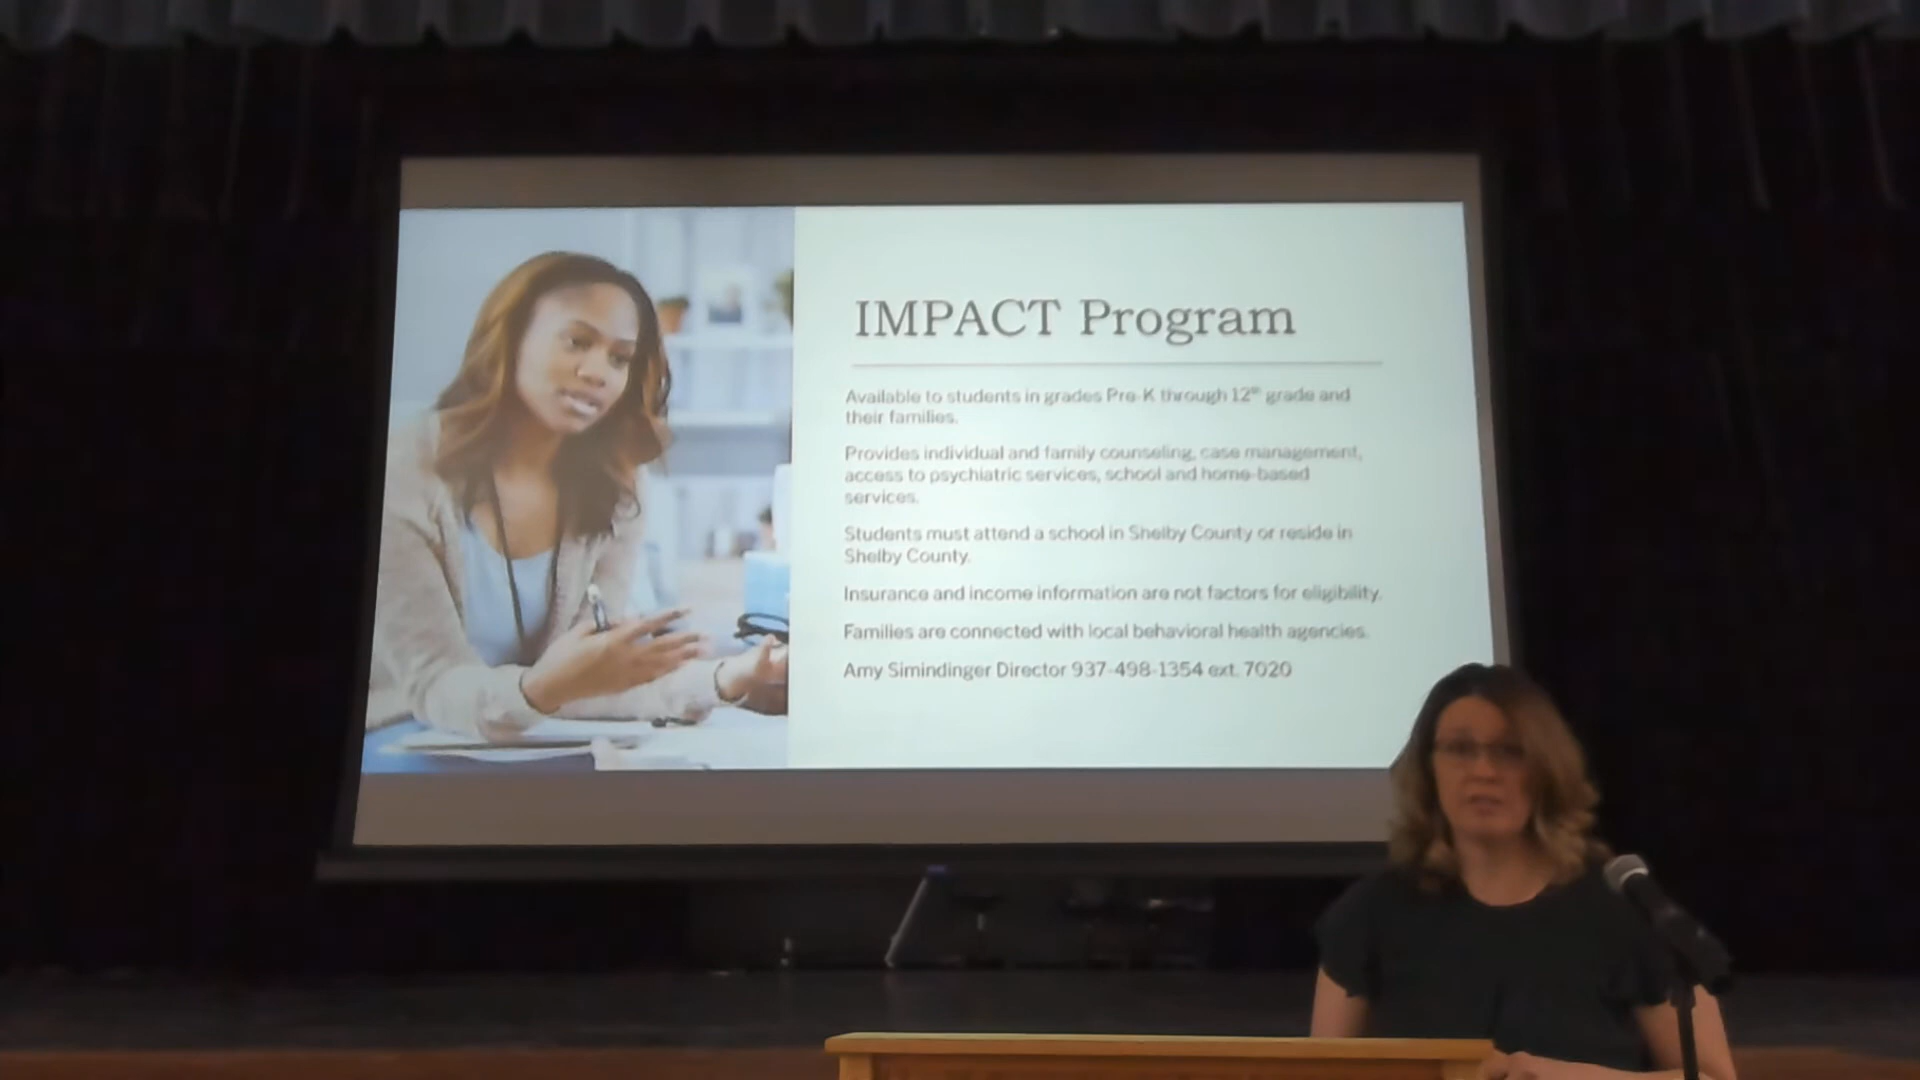 IMPACT Program
Available to students in grades Pre-K through 12th grade and
their families.
Provides individual and family counseling, case management,
access to psychiatric services, school and home-based
services.
Students must attend a school in Shelby County or reside in
Shelby County.
Insurance and income information are not factors for eligibility.
Families are connected with local behavioral health agencies.
Amy Simindinger Director 937-498-1354 ext. 7020